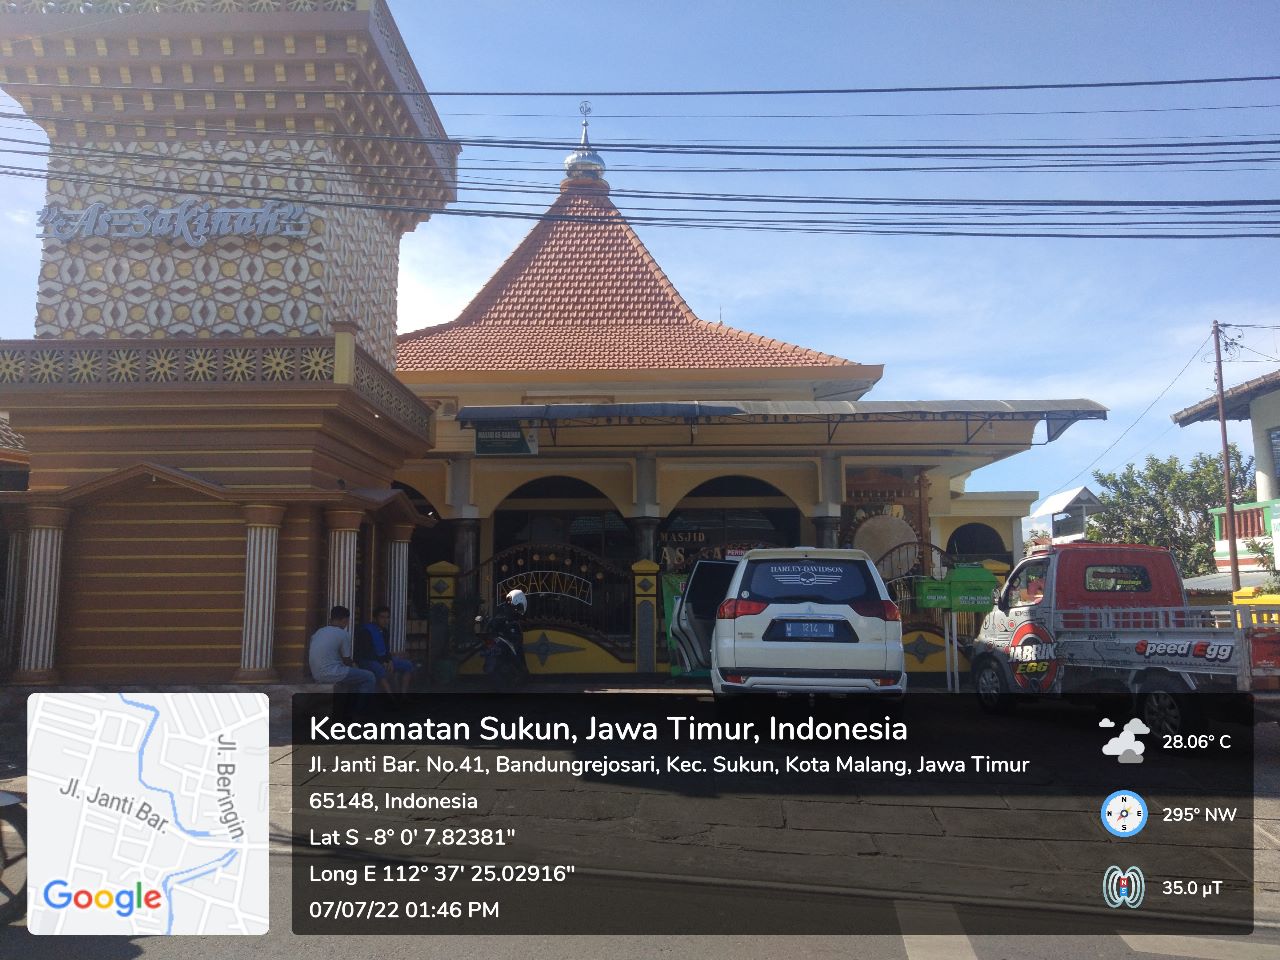 "As-Sakinah"
MASJID AS-SAKINAH
MASJID
ASSAKINAH
HARLEY-DAVIDSON
W 1214 N
JABRIK
EGG
Speed Egg
Jl. Beringin
Jl. Janti Bar.
Google
Kecamatan Sukun, Jawa Timur, Indonesia
Jl. Janti Bar. No.41, Bandungrejosari, Kec. Sukun, Kota Malang, Jawa Timur
65148, Indonesia
Lat S -8° 0' 7.82381"
Long E 112° 37' 25.02916"
07/07/22 01:46 PM
28.06° C
N
N E
S
295° NW
N
S
35.0 µT